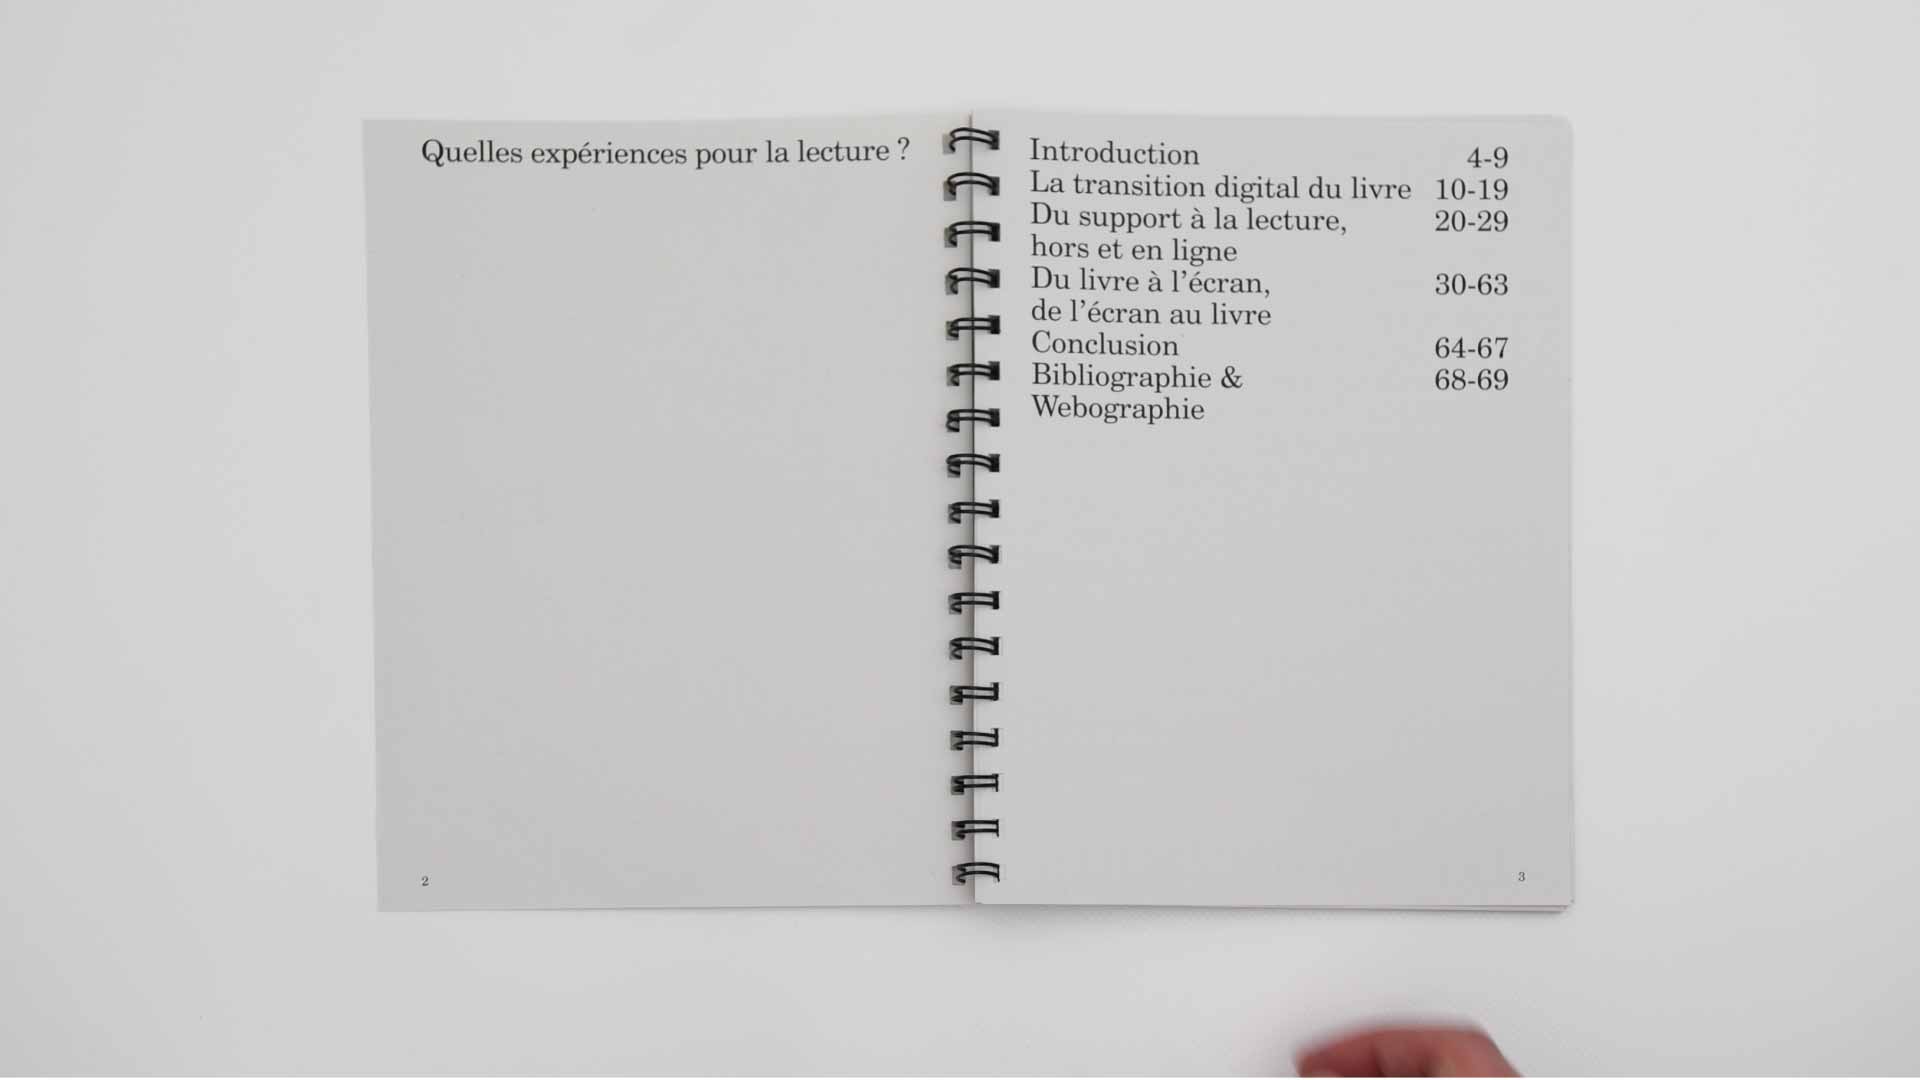 Quelles expériences pour la lecture ?
2
Introduction 4-9
La transition digital du livre 10-19
Du support à la lecture, 20-29
hors et en ligne
Du livre à l'écran, 30-63
de l'écran au livre
Conclusion 64-67
Bibliographie & 68-69
Webographie
3